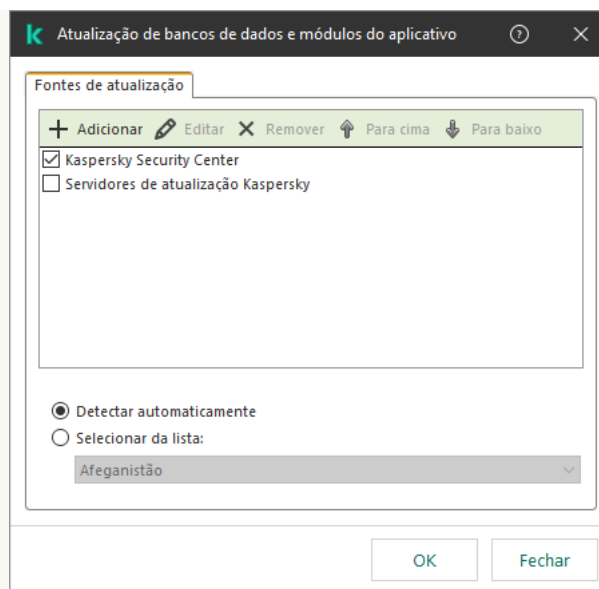 Atualização de bancos de dados e módulos do aplicativo
Fontes de atualização
Adicionar Editar Remover Para cima Para baixo
Kaspersky Security Center
Servidores de atualização Kaspersky
Detectar automaticamente
Selecionar da lista:
Afeganistão
OK Fechar